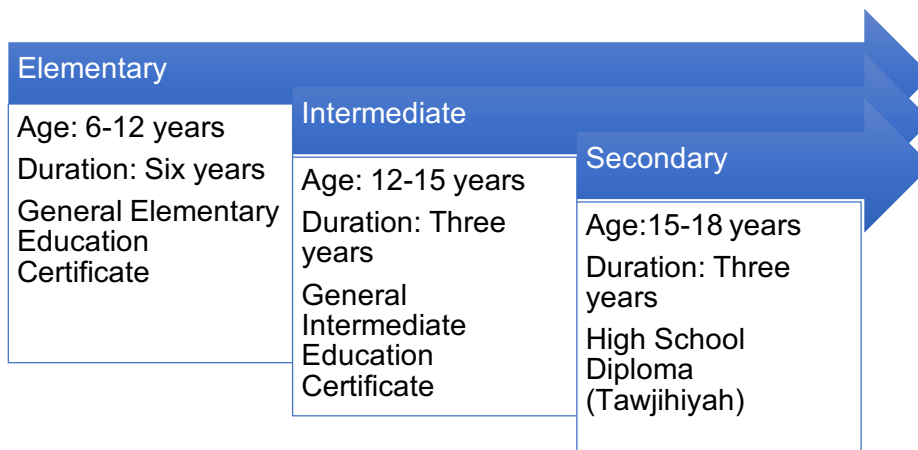 Elementary
Age: 6-12 years
Duration: Six years
General Elementary
Education
Certificate
Intermediate
Age: 12-15 years
Duration: Three
years
General
Intermediate
Education
Certificate
Secondary
Age:15-18 years
Duration: Three
years
High School
Diploma
(Tawjihiyah)